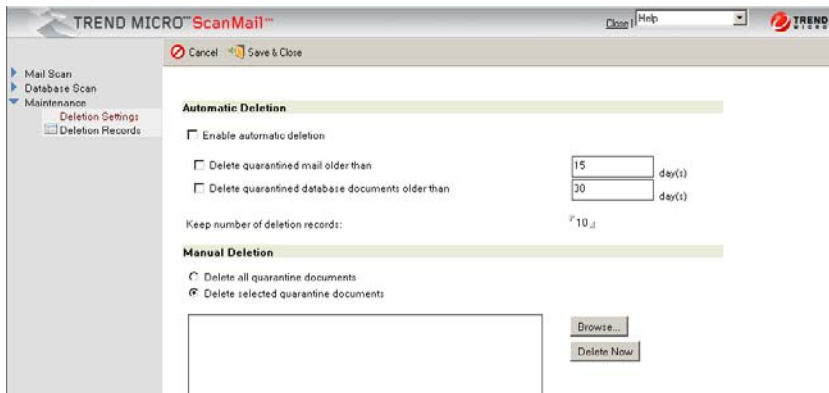 TREND MICRO™ ScanMail™
Close | Help
TREND MICRO
Cancel Save & Close
Mail Scan
Database Scan
Maintenance
Deletion Settings
Deletion Records
Automatic Deletion
Enable automatic deletion
Delete quarantined mail older than 15 day(s)
Delete quarantined database documents older than 30 day(s)
Keep number of deletion records: 10
Manual Deletion
Delete all quarantine documents
Delete selected quarantine documents
Browse...
Delete Now